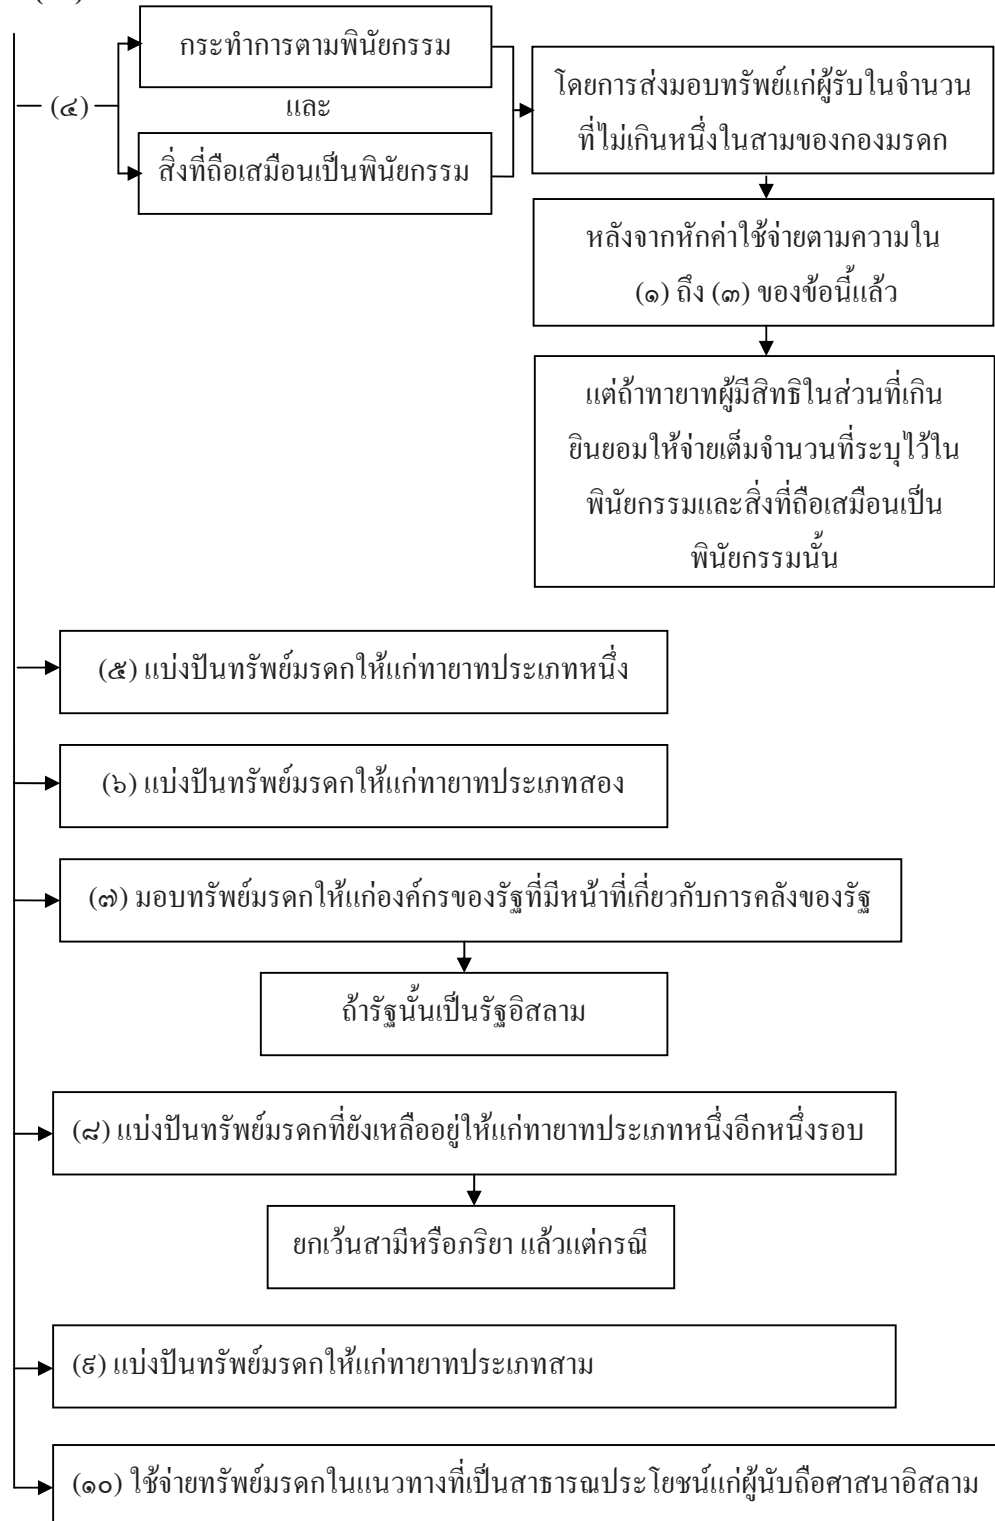 กระทำการตามพินัยกรรม
(๔)
และ
สิ่งที่ถือเสมือนเป็นพินัยกรรม
โดยการส่งมอบทรัพย์แก่ผู้รับในจำนวน
ที่ไม่เกินหนึ่งในสามของกองมรดก
หลังจากหักค่าใช้จ่ายตามความใน
(๑) ถึง (๓) ของข้อนี้แล้ว
แต่ถ้าทายาทผู้มีสิทธิในส่วนที่เกิน
ยินยอมให้จ่ายเต็มจำนวนที่ระบุไว้ใน
พินัยกรรมและสิ่งที่ถือเสมือนเป็น
พินัยกรรมนั้น
(๕) แบ่งปันทรัพย์มรดกให้แก่ทายาทประเภทหนึ่ง
(๖) แบ่งปันทรัพย์มรดกให้แก่ทายาทประเภทสอง
(๗) มอบทรัพย์มรดกให้แก่องค์กรของรัฐที่มีหน้าที่เกี่ยวกับการคลังของรัฐ
ถ้ารัฐนั้นเป็นรัฐอิสลาม
(๘) แบ่งปันทรัพย์มรดกที่ยังเหลืออยู่ให้แก่ทายาทประเภทหนึ่งอีกหนึ่งรอบ
ยกเว้นสามีหรือภริยา แล้วแต่กรณี
(๙) แบ่งปันทรัพย์มรดกให้แก่ทายาทประเภทสาม
(๑๐) ใช้จ่ายทรัพย์มรดกในแนวทางที่เป็นสาธารณประโยชน์แก่ผู้นับถือศาสนาอิสลาม